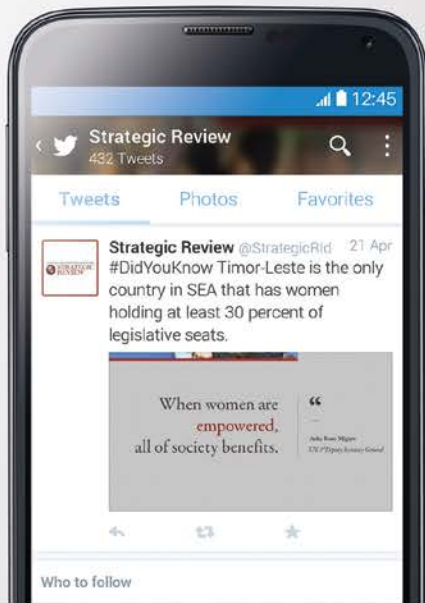 12:45
Strategic Review
432 Tweets
Tweets Photos Favorites
Strategic Review @StrategicRId 21 Apr
STRATEGIC
REVIEW
#DidYouKnow Timor-Leste is the only
country in SEA that has women
holding at least 30 percent of
legislative seats.
When women are
empowered,
all of society benefits.
“
Who to follow